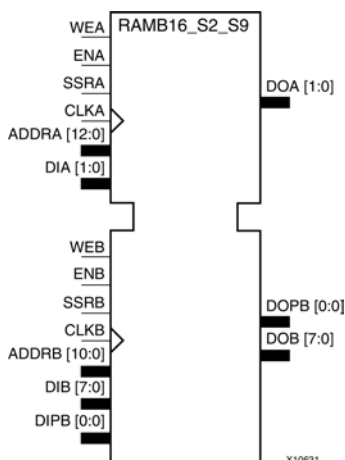 RAMB16_S2_S9
WEA
ENA
SSRA
CLKA
ADDRA [12:0]
DIA [1:0]
DOA [1:0]
WEB
ENB
SSRB
CLKB
ADDRB [10:0]
DIB [7:0]
DIPB [0:0]
DOPB [0:0]
DOB [7:0]
X10631